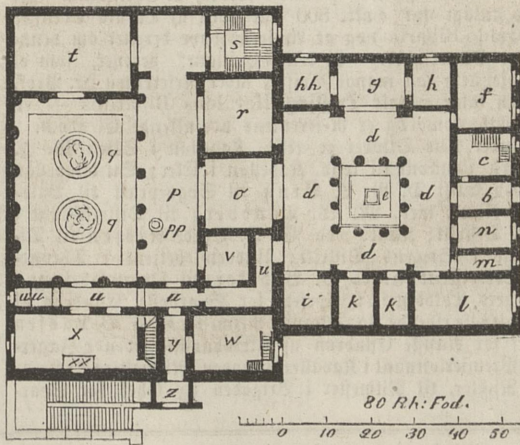 t
s
hh g h f
r
q
d c
p o d e d b
q
pp n
v d
u m
uu u u
i k k l
x y w
xx
z
80 Rh: Fod.
0 10 20 30 40 50